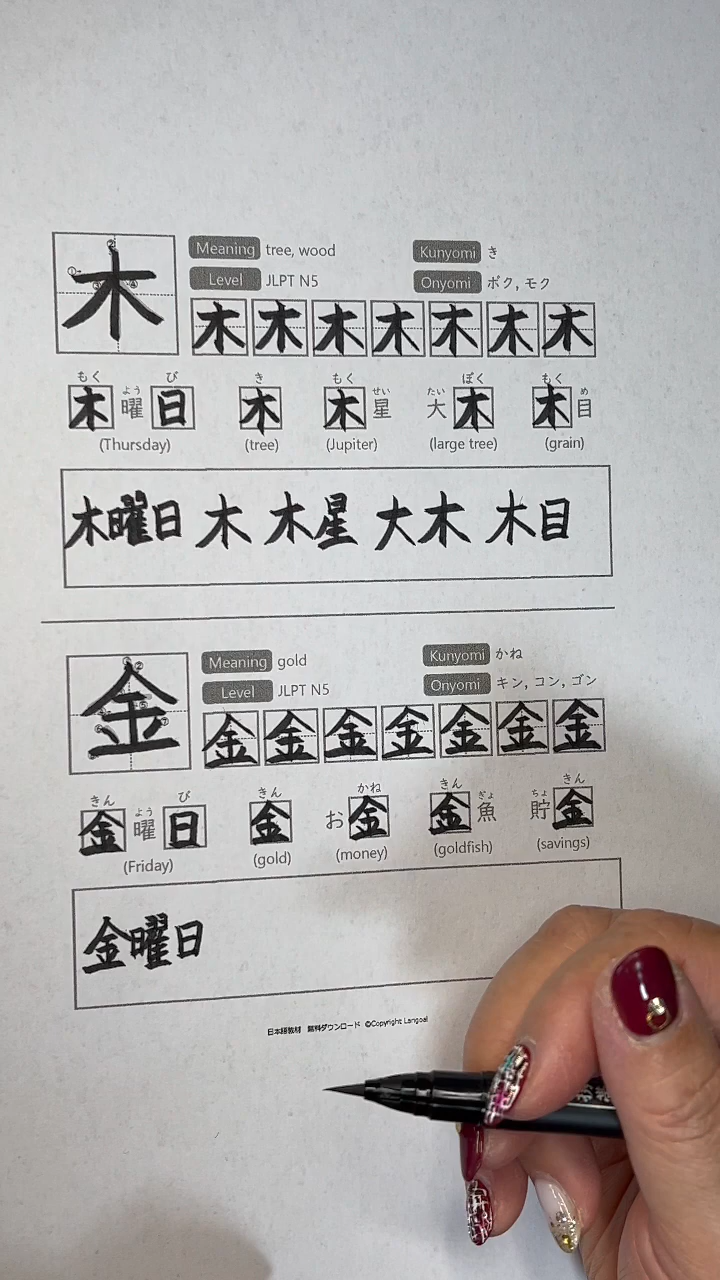 木 Meaning tree, wood Kunyomi き
Level JLPT N5 Onyomi ボク, モク
木 木 木 木 木 木 木
もく よう び き もく せい たい ぼく もく め
木曜日 木 木星 大木 木目
(Thursday) (tree) (Jupiter) (large tree) (grain)
木曜日 木 木星 大木 木目
金 Meaning gold Kunyomi かね
Level JLPT N5 Onyomi キン, コン, ゴン
金 金 金 金 金 金 金
きん よう び きん かね きん ぎょ ちょ きん
金曜日 金 お金 金魚 貯金
(Friday) (gold) (money) (goldfish) (savings)
金曜日
日本語教材 無料ダウンロード ©Copyright Langoal